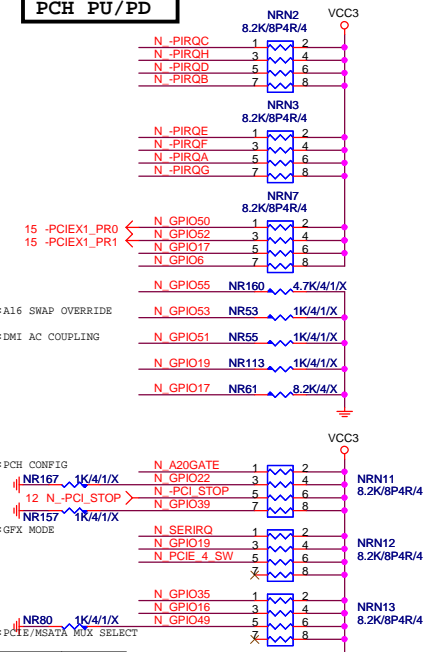 PCH PU/PD
NRN2
8.2K/8P4R/4
VCC3
N_-PIRQC 1 2
N_-PIRQH 3 4
N_-PIRQD 5 6
N_-PIRQB 7 8
NRN3
8.2K/8P4R/4
N_-PIRQE 1 2
N_-PIRQF 3 4
N_-PIRQA 5 6
N_-PIRQG 7 8
NRN7
8.2K/8P4R/4
15 -PCIEX1_PR0 N_GPIO50 1 2
15 -PCIEX1_PR1 N_GPIO52 3 4
N_GPIO17 5 6
N_GPIO6 7 8
N_GPIO55 NR160 4.7K/4/1/X
:A16 SWAP OVERRIDE N_GPIO53 NR53 1K/4/1/X
:DMI AC COUPLING N_GPIO51 NR55 1K/4/1/X
N_GPIO19 NR113 1K/4/1/X
N_GPIO17 NR61 8.2K/4/X
VCC3
:PCH CONFIG N_A20GATE 1 2
NR167 1K/4/1/X N_GPIO22 3 4 NRN11
12 N_-PCI_STOP N_-PCI_STOP 5 6 8.2K/8P4R/4
NR157 1K/4/1/X N_GPIO39 7 8
:GFX MODE N_SERIRQ 1 2
N_GPIO19 3 4 NRN12
N_PCIE_4_SW 5 6 8.2K/8P4R/4
7 8
N_GPIO35 1 2
N_GPIO16 3 4 NRN13
NR80 1K/4/1/X N_GPIO49 5 6 8.2K/8P4R/4
:PCIE/MSATA MUX SELECT 7 8